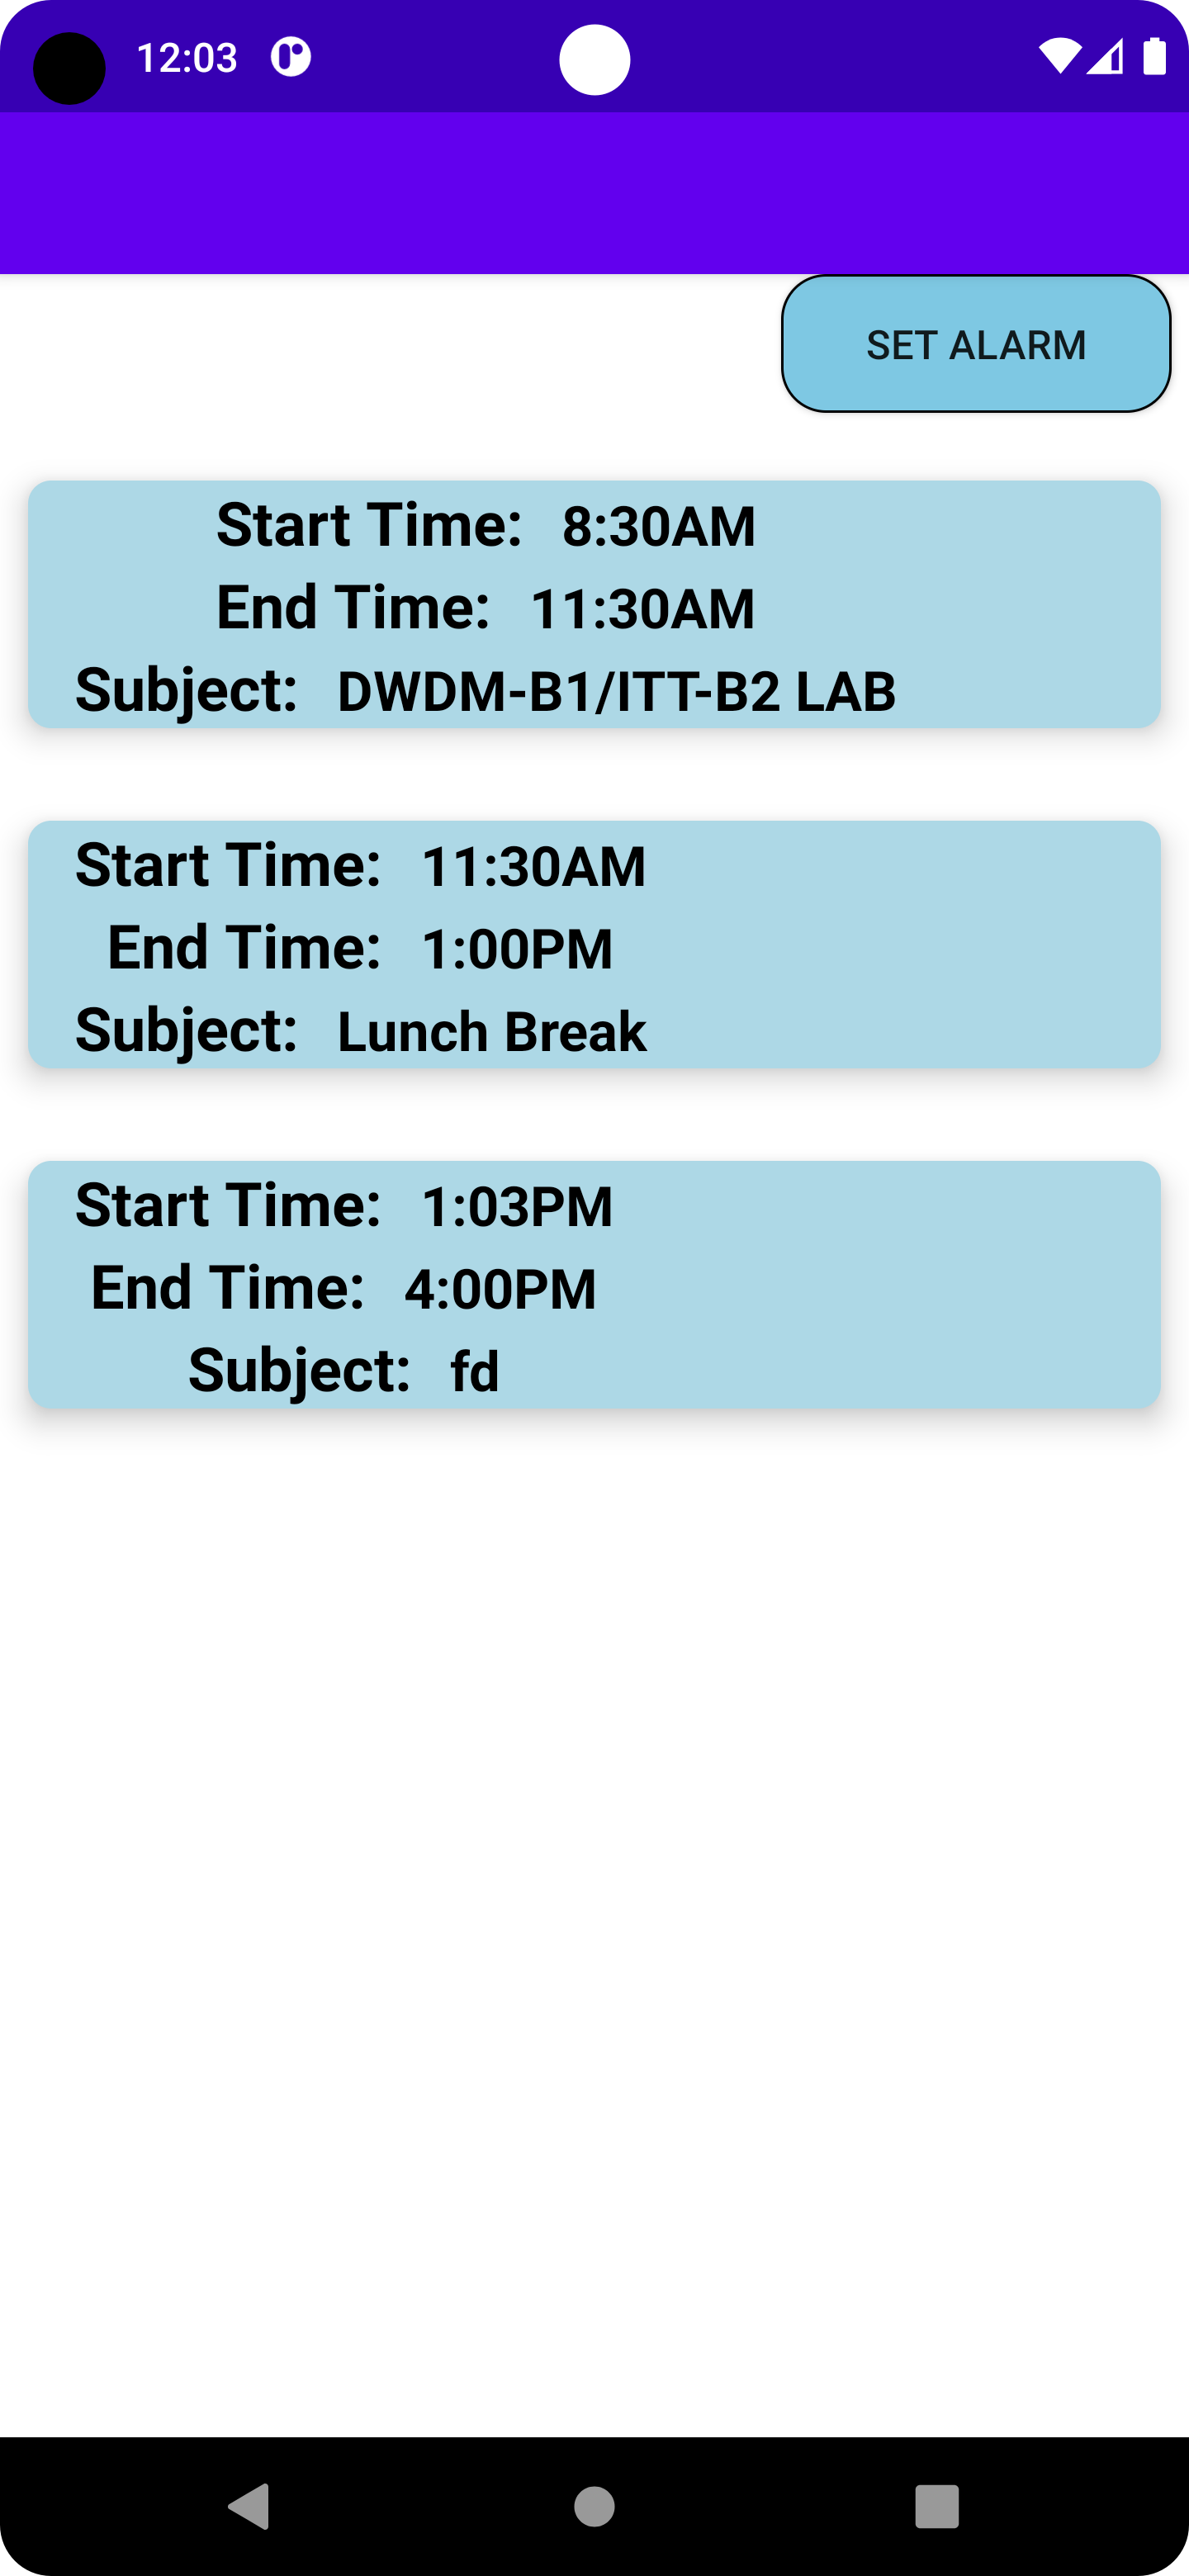 12:03
SET ALARM
Start Time: 8:30AM
End Time: 11:30AM
Subject: DWDM-B1/ITT-B2 LAB
Start Time: 11:30AM
End Time: 1:00PM
Subject: Lunch Break
Start Time: 1:03PM
End Time: 4:00PM
Subject: fd